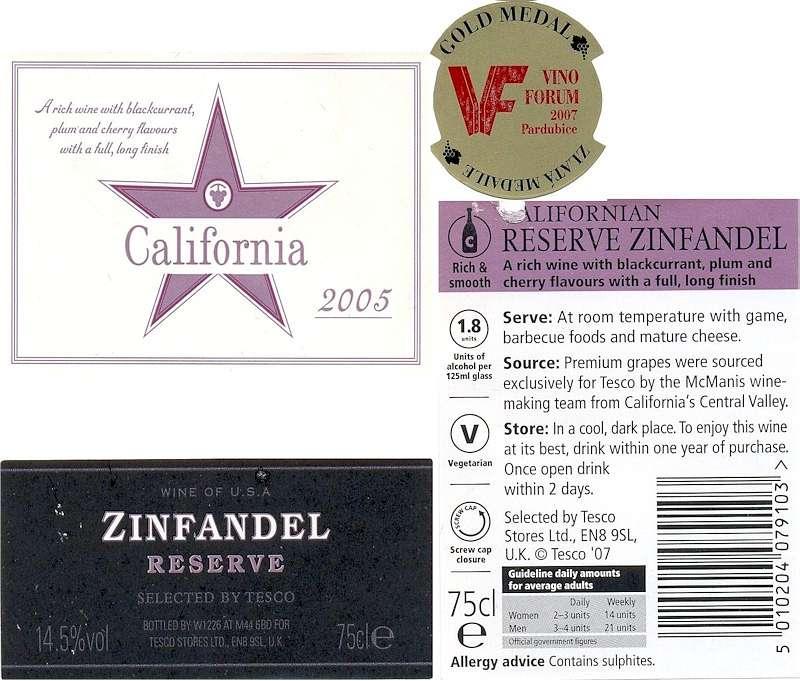 A rich wine with blackcurrant,
plum and cherry flavours
with a full, long finish
California
2005
WINE OF U.S.A
ZINFANDEL
RESERVE
SELECTED BY TESCO
BOTTLED BY W1226 AT M44 6BD FOR
TESCO STORES LTD., EN8 9SL, U.K.
14.5%vol
75cl e
GOLD MEDAL
VF
VINO
FORUM
2007
Pardubice
ZLATÁ MEDAILE
ALIFORNIAN
RESERVE ZINFANDEL
A rich wine with blackcurrant, plum and
cherry flavours with a full, long finish
C
Rich &
smooth
1.8
units
Units of
alcohol per
125ml glass
V
Vegetarian
SCREW CAP
Screw cap
closure
Serve: At room temperature with game,
barbecue foods and mature cheese.
Source: Premium grapes were sourced
exclusively for Tesco by the McManis wine-
making team from California's Central Valley.
Store: In a cool, dark place. To enjoy this wine
at its best, drink within one year of purchase.
Once open drink
within 2 days.
Selected by Tesco
Stores Ltd., EN8 9SL,
U.K. © Tesco '07
75cl
e
Guideline daily amounts
for average adults
Daily Weekly
Women 2–3 units 14 units
Men 3–4 units 21 units
Official government figures
Allergy advice Contains sulphites.
5 010204 079103 >